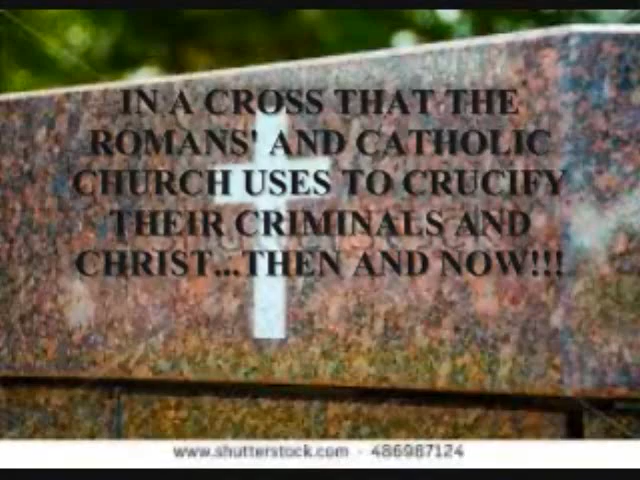 IN A CROSS THAT THE
ROMANS' AND CATHOLIC
CHURCH USES TO CRUCIFY
THEIR CRIMINALS AND
CHRIST...THEN AND NOW!!!
shutterstock
www.shutterstock.com · 486987124